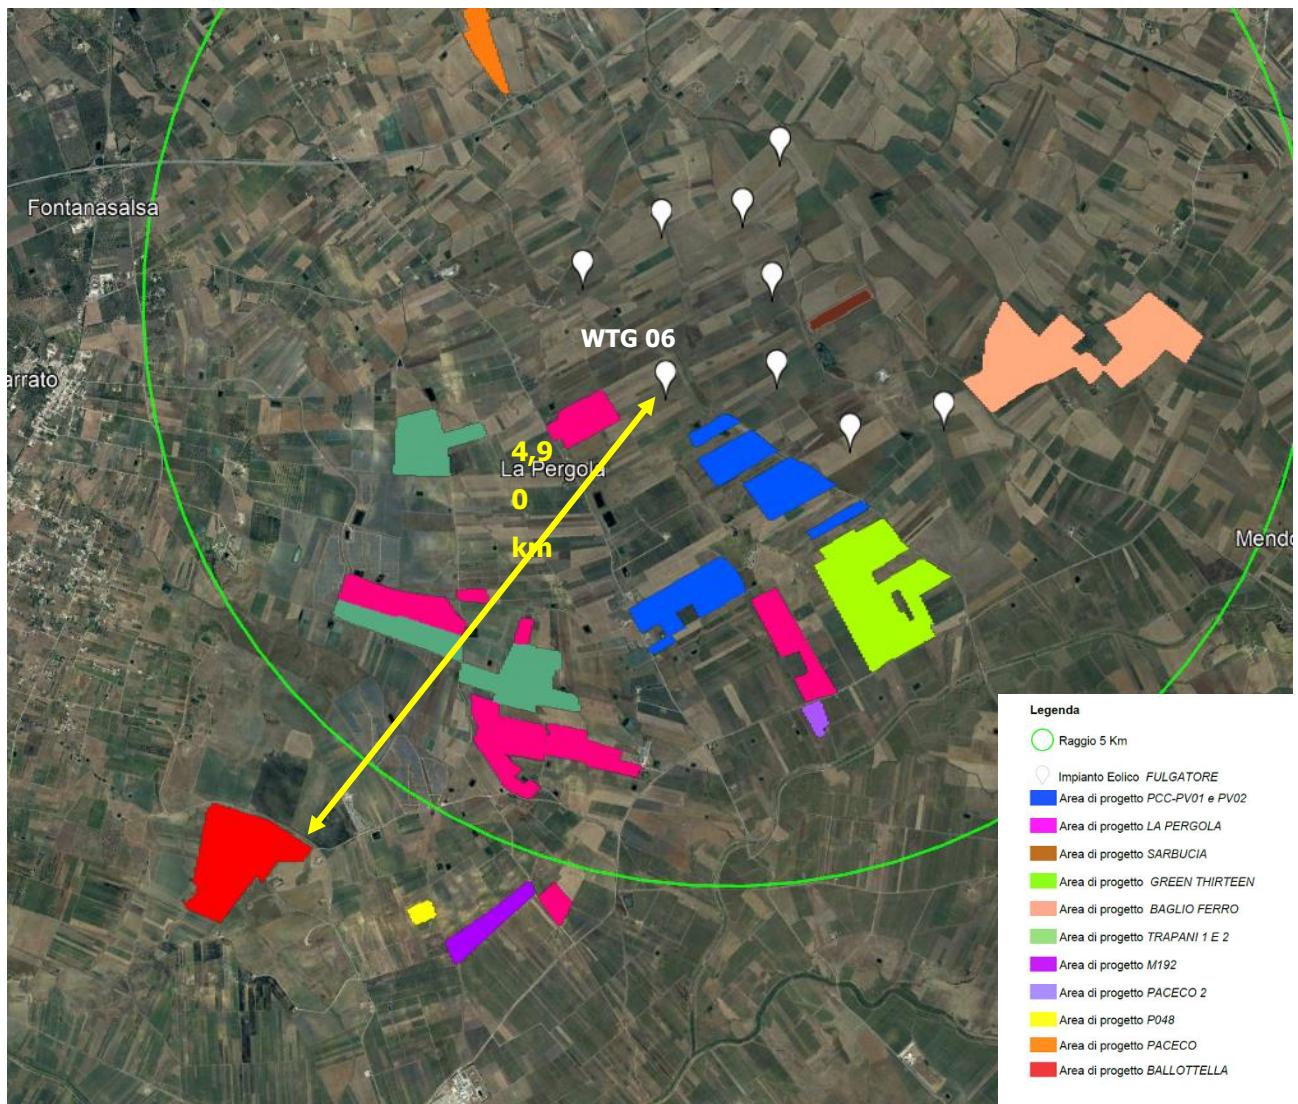 Fontanasalsa
WTG 06
arrato
4,9
La Pergola
0
km
Mendo
Legenda
Raggio 5 Km
Impianto Eolico FULGATORE
Area di progetto PCC-PV01 e PV02
Area di progetto LA PERGOLA
Area di progetto SARBUCIA
Area di progetto GREEN THIRTEEN
Area di progetto BAGLIO FERRO
Area di progetto TRAPANI 1 E 2
Area di progetto M192
Area di progetto PACECO 2
Area di progetto P048
Area di progetto PACECO
Area di progetto BALLOTTELLA